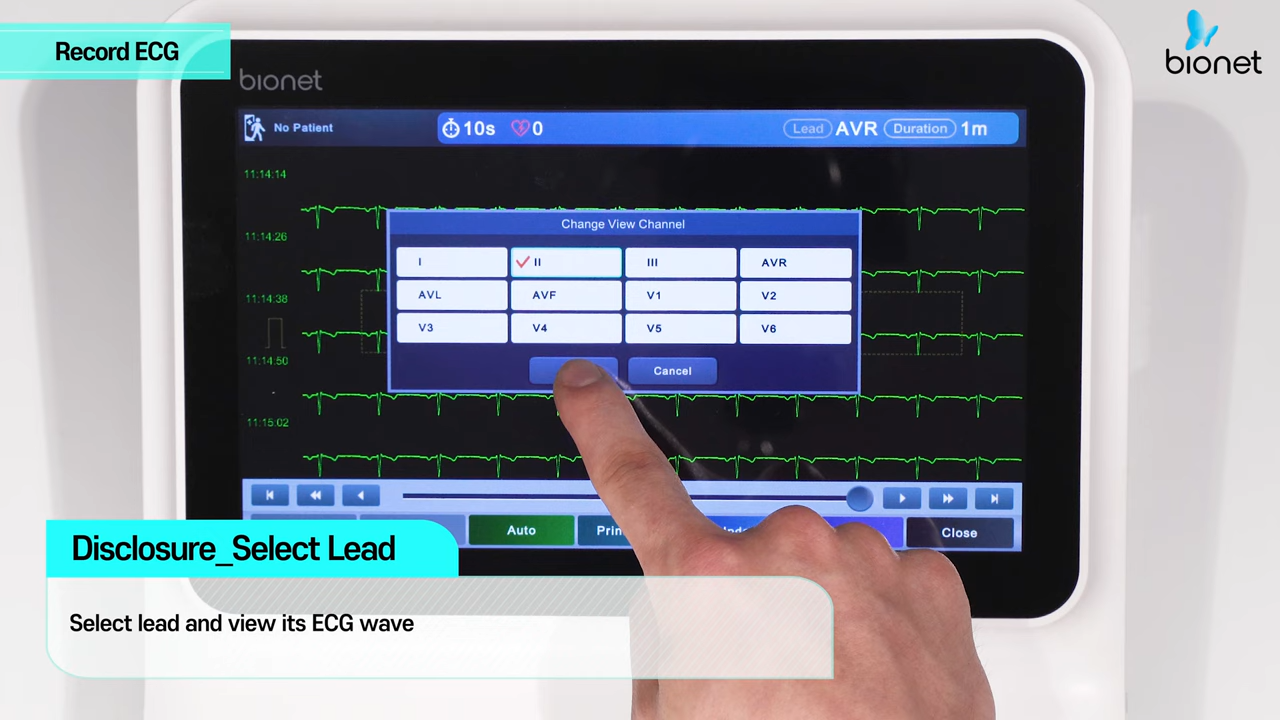 Record ECG
bionet
bionet
No Patient
10s
0
Lead AVR Duration 1m
11:14:14
11:14:26
11:14:38
11:14:50
11:15:02
Change View Channel
I II III AVR
AVL AVF V1 V2
V3 V4 V5 V6
Cancel
Auto
Close
Disclosure_Select Lead
Select lead and view its ECG wave